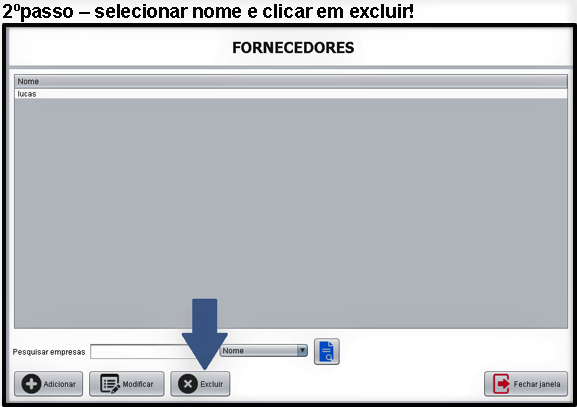 2ºpasso – selecionar nome e clicar em excluir!
FORNECEDORES
Nome
lucas
Pesquisar empresas Nome
Adicionar Modificar Excluir Fechar janela